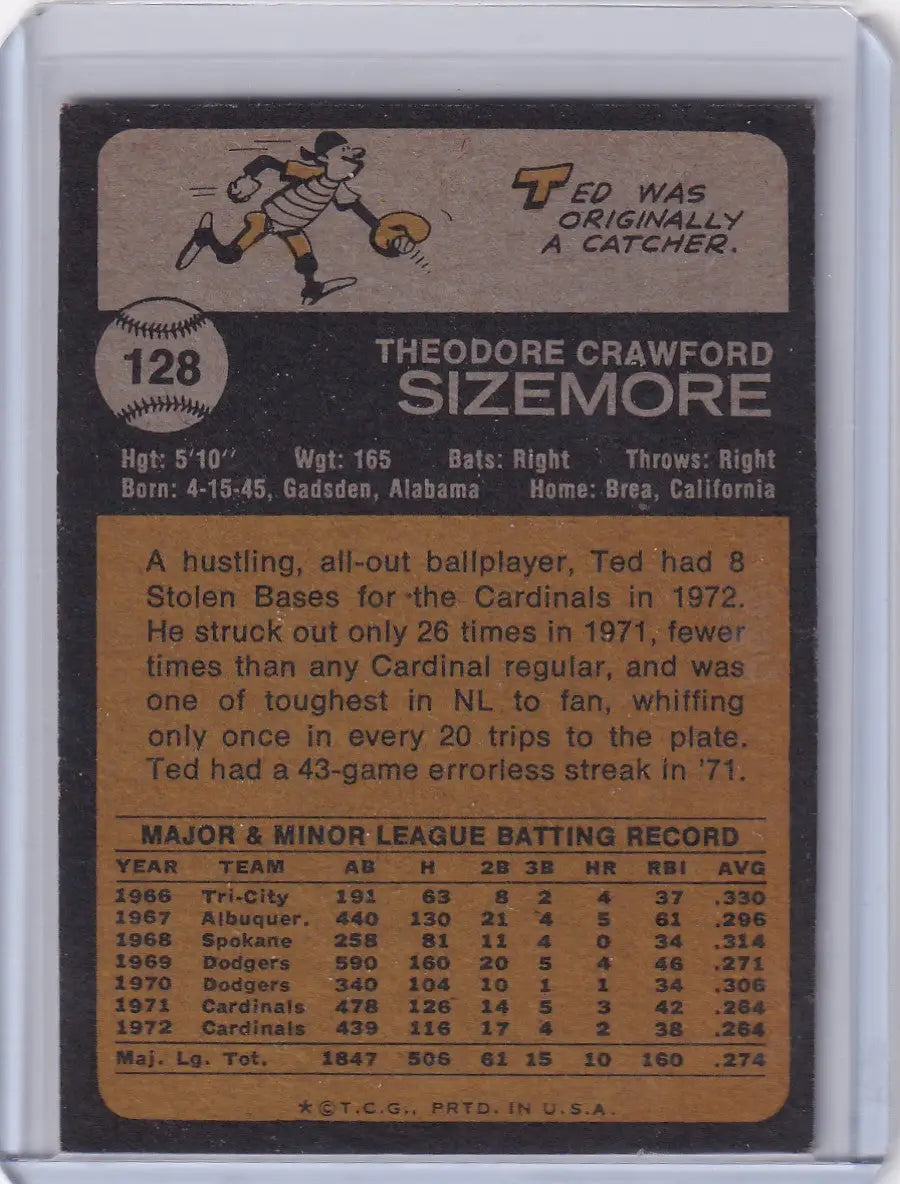 TED WAS
ORIGINALLY
A CATCHER.
128
THEODORE CRAWFORD
SIZEMORE
Hgt: 5'10" Wgt: 165 Bats: Right Throws: Right
Born: 4-15-45, Gadsden, Alabama Home: Brea, California
A hustling, all-out ballplayer, Ted had 8
Stolen Bases for the Cardinals in 1972.
He struck out only 26 times in 1971, fewer
times than any Cardinal regular, and was
one of toughest in NL to fan, whiffing
only once in every 20 trips to the plate.
Ted had a 43-game errorless streak in '71.
MAJOR & MINOR LEAGUE BATTING RECORD
YEAR TEAM AB H 2B 3B HR RBI AVG
1966 Tri-City 191 63 8 2 4 37 .330
1967 Albuquer. 440 130 21 4 5 61 .296
1968 Spokane 258 81 11 4 0 34 .314
1969 Dodgers 590 160 20 5 4 46 .271
1970 Dodgers 340 104 10 1 1 34 .306
1971 Cardinals 478 126 14 5 3 42 .264
1972 Cardinals 439 116 17 4 2 38 .264
Maj. Lg. Tot. 1847 506 61 15 10 160 .274
*©T.C.G., PRTD. IN U.S.A.